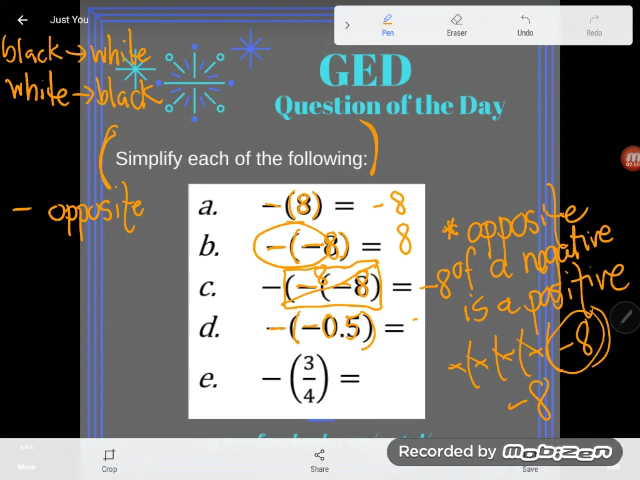 Just You
Pen
Eraser
Undo
Redo
black → white
white → black
GED
Question of the Day
(Simplify each of the following:)
- opposite
a. -(8) = -8
b. -(-8) = 8
c. -(-(-8) = -8
8
d. -(-0.5) =
e. -(3/4) =
* opposite
of a negative
is a positive
-8
-8
Recorded by Mobizen
More
Crop
Share
Save